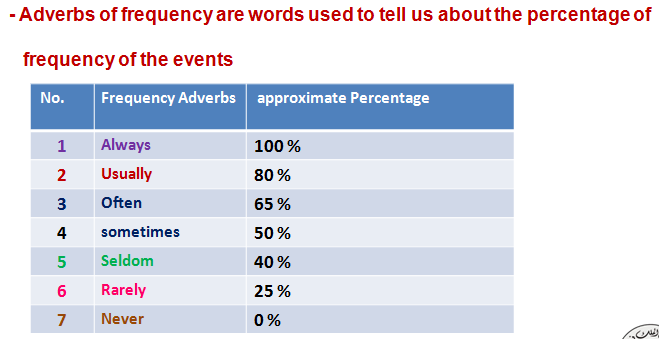 - Adverbs of frequency are words used to tell us about the percentage of
frequency of the events
No. Frequency Adverbs approximate Percentage
1 Always 100 %
2 Usually 80 %
3 Often 65 %
4 sometimes 50 %
5 Seldom 40 %
6 Rarely 25 %
7 Never 0 %